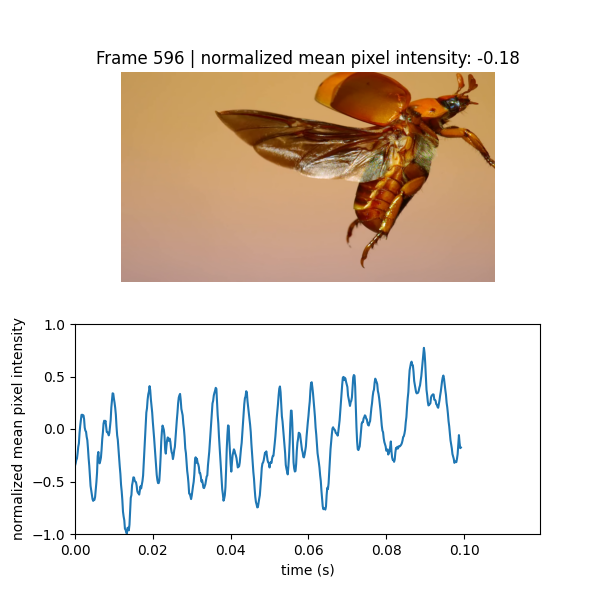 Frame 596 | normalized mean pixel intensity: -0.18
1.0
0.5
0.0
−0.5
−1.0
normalized mean pixel intensity
0.00 0.02 0.04 0.06 0.08 0.10
time (s)